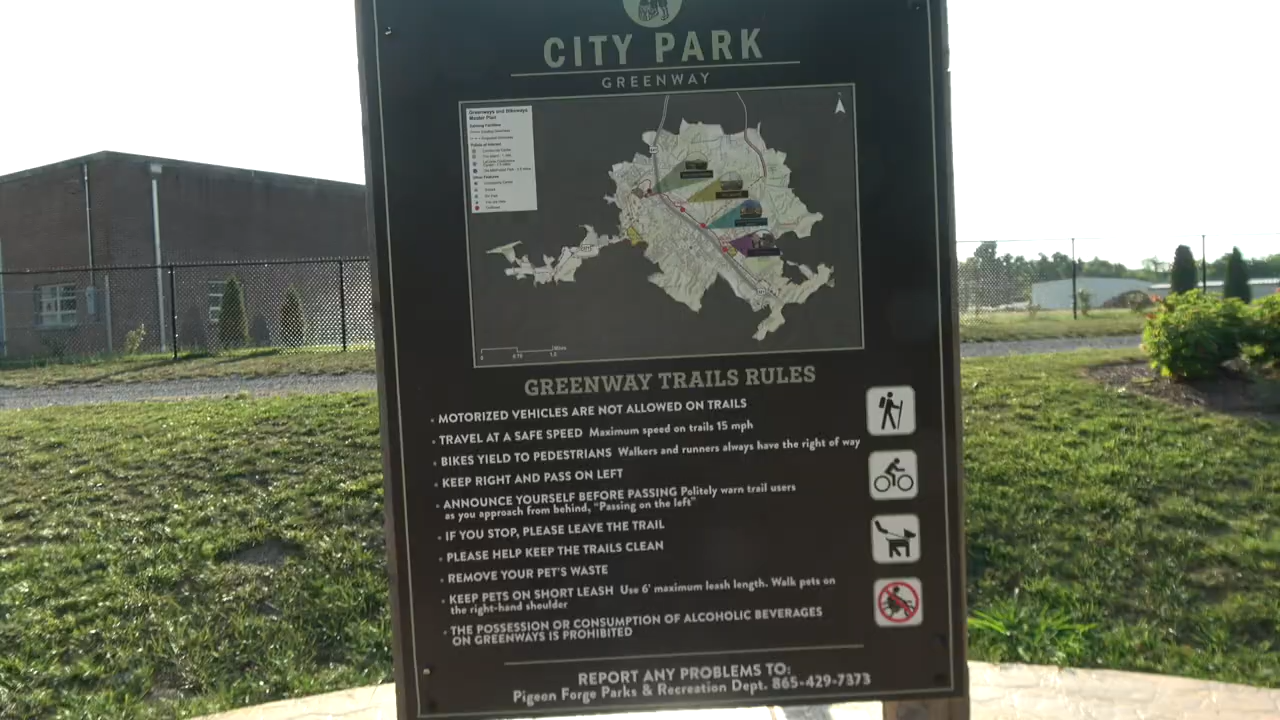 CITY PARK
GREENWAY
Greenways and Bikeways
Master Plan
GREENWAY TRAILS RULES
• MOTORIZED VEHICLES ARE NOT ALLOWED ON TRAILS
• TRAVEL AT A SAFE SPEED Maximum speed on trails 15 mph
• BIKES YIELD TO PEDESTRIANS Walkers and runners always have the right of way
• KEEP RIGHT AND PASS ON LEFT
• ANNOUNCE YOURSELF BEFORE PASSING Politely warn trail users
as you approach from behind, "Passing on the left"
• IF YOU STOP, PLEASE LEAVE THE TRAIL
• PLEASE HELP KEEP THE TRAILS CLEAN
• REMOVE YOUR PET'S WASTE
• KEEP PETS ON SHORT LEASH Use 6' maximum leash length. Walk pets on
the right-hand shoulder
• THE POSSESSION OR CONSUMPTION OF ALCOHOLIC BEVERAGES
ON GREENWAYS IS PROHIBITED
REPORT ANY PROBLEMS TO:
Pigeon Forge Parks & Recreation Dept. 865-429-7373